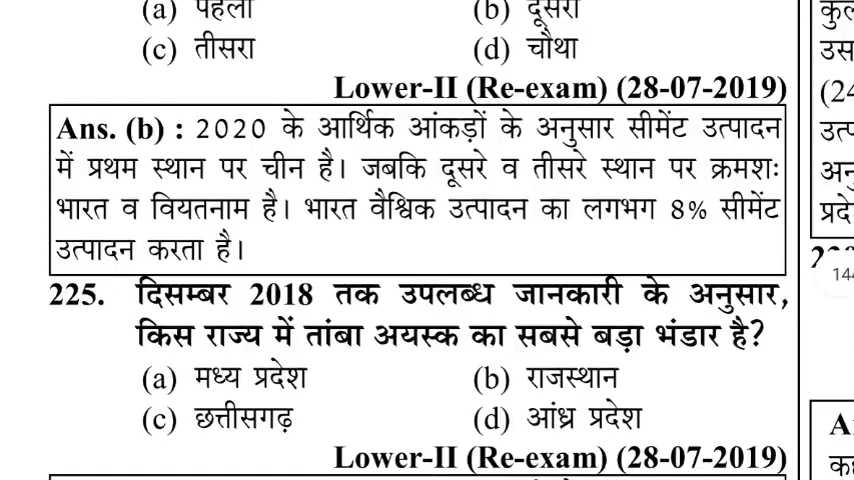 (a) पहला (b) दूसरा
(c) तीसरा (d) चौथा
Lower-II (Re-exam) (28-07-2019)
Ans. (b) : 2020 के आर्थिक आंकड़ों के अनुसार सीमेंट उत्पादन
में प्रथम स्थान पर चीन है। जबकि दूसरे व तीसरे स्थान पर क्रमशः
भारत व वियतनाम है। भारत वैश्विक उत्पादन का लगभग 8% सीमेंट
उत्पादन करता है।
225. दिसम्बर 2018 तक उपलब्ध जानकारी के अनुसार,
किस राज्य में तांबा अयस्क का सबसे बड़ा भंडार है?
(a) मध्य प्रदेश (b) राजस्थान
(c) छत्तीसगढ़ (d) आंध्र प्रदेश
Lower-II (Re-exam) (28-07-2019)
उस
(24
144